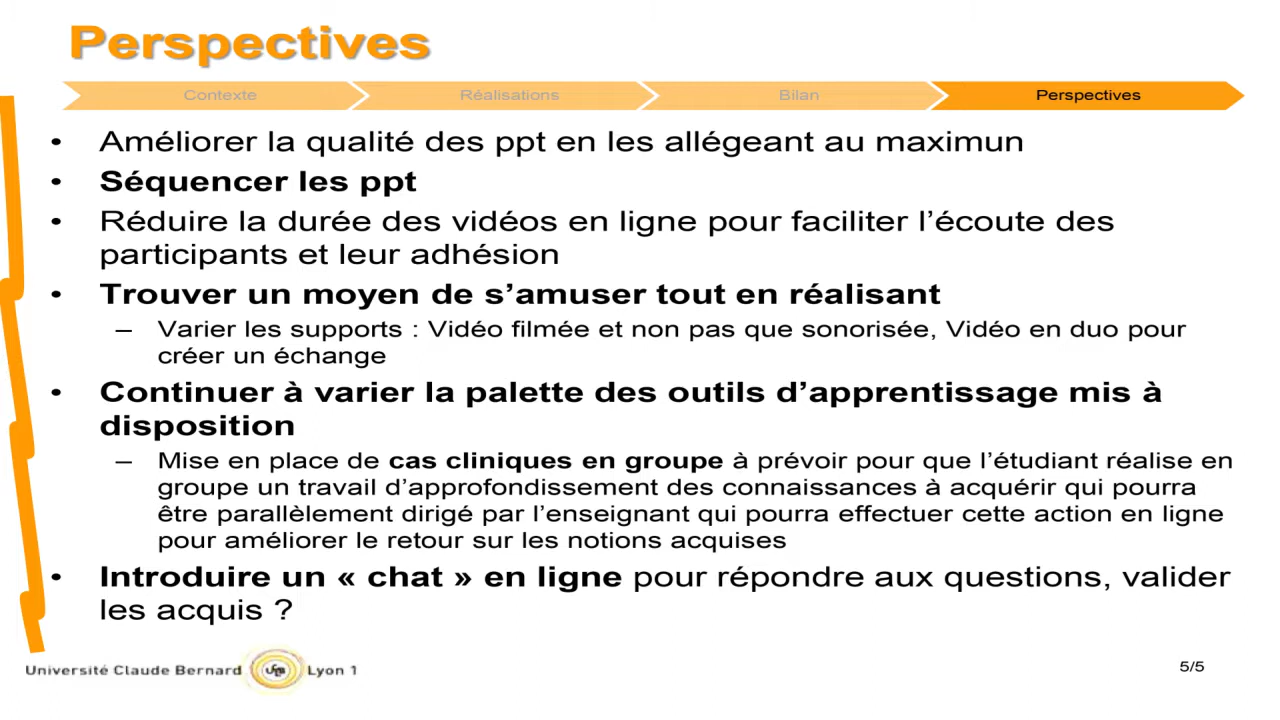 Perspectives
Contexte
Réalisations
Bilan
Perspectives
• Améliorer la qualité des ppt en les allégeant au maximun
• Séquencer les ppt
• Réduire la durée des vidéos en ligne pour faciliter l’écoute des
participants et leur adhésion
• Trouver un moyen de s’amuser tout en réalisant
– Varier les supports : Vidéo filmée et non pas que sonorisée, Vidéo en duo pour
créer un échange
• Continuer à varier la palette des outils d’apprentissage mis à
disposition
– Mise en place de cas cliniques en groupe à prévoir pour que l’étudiant réalise en
groupe un travail d’approfondissement des connaissances à acquérir qui pourra
être parallèlement dirigé par l’enseignant qui pourra effectuer cette action en ligne
pour améliorer le retour sur les notions acquises
• Introduire un « chat » en ligne pour répondre aux questions, valider
les acquis ?
Université Claude Bernard Lyon 1
5/5